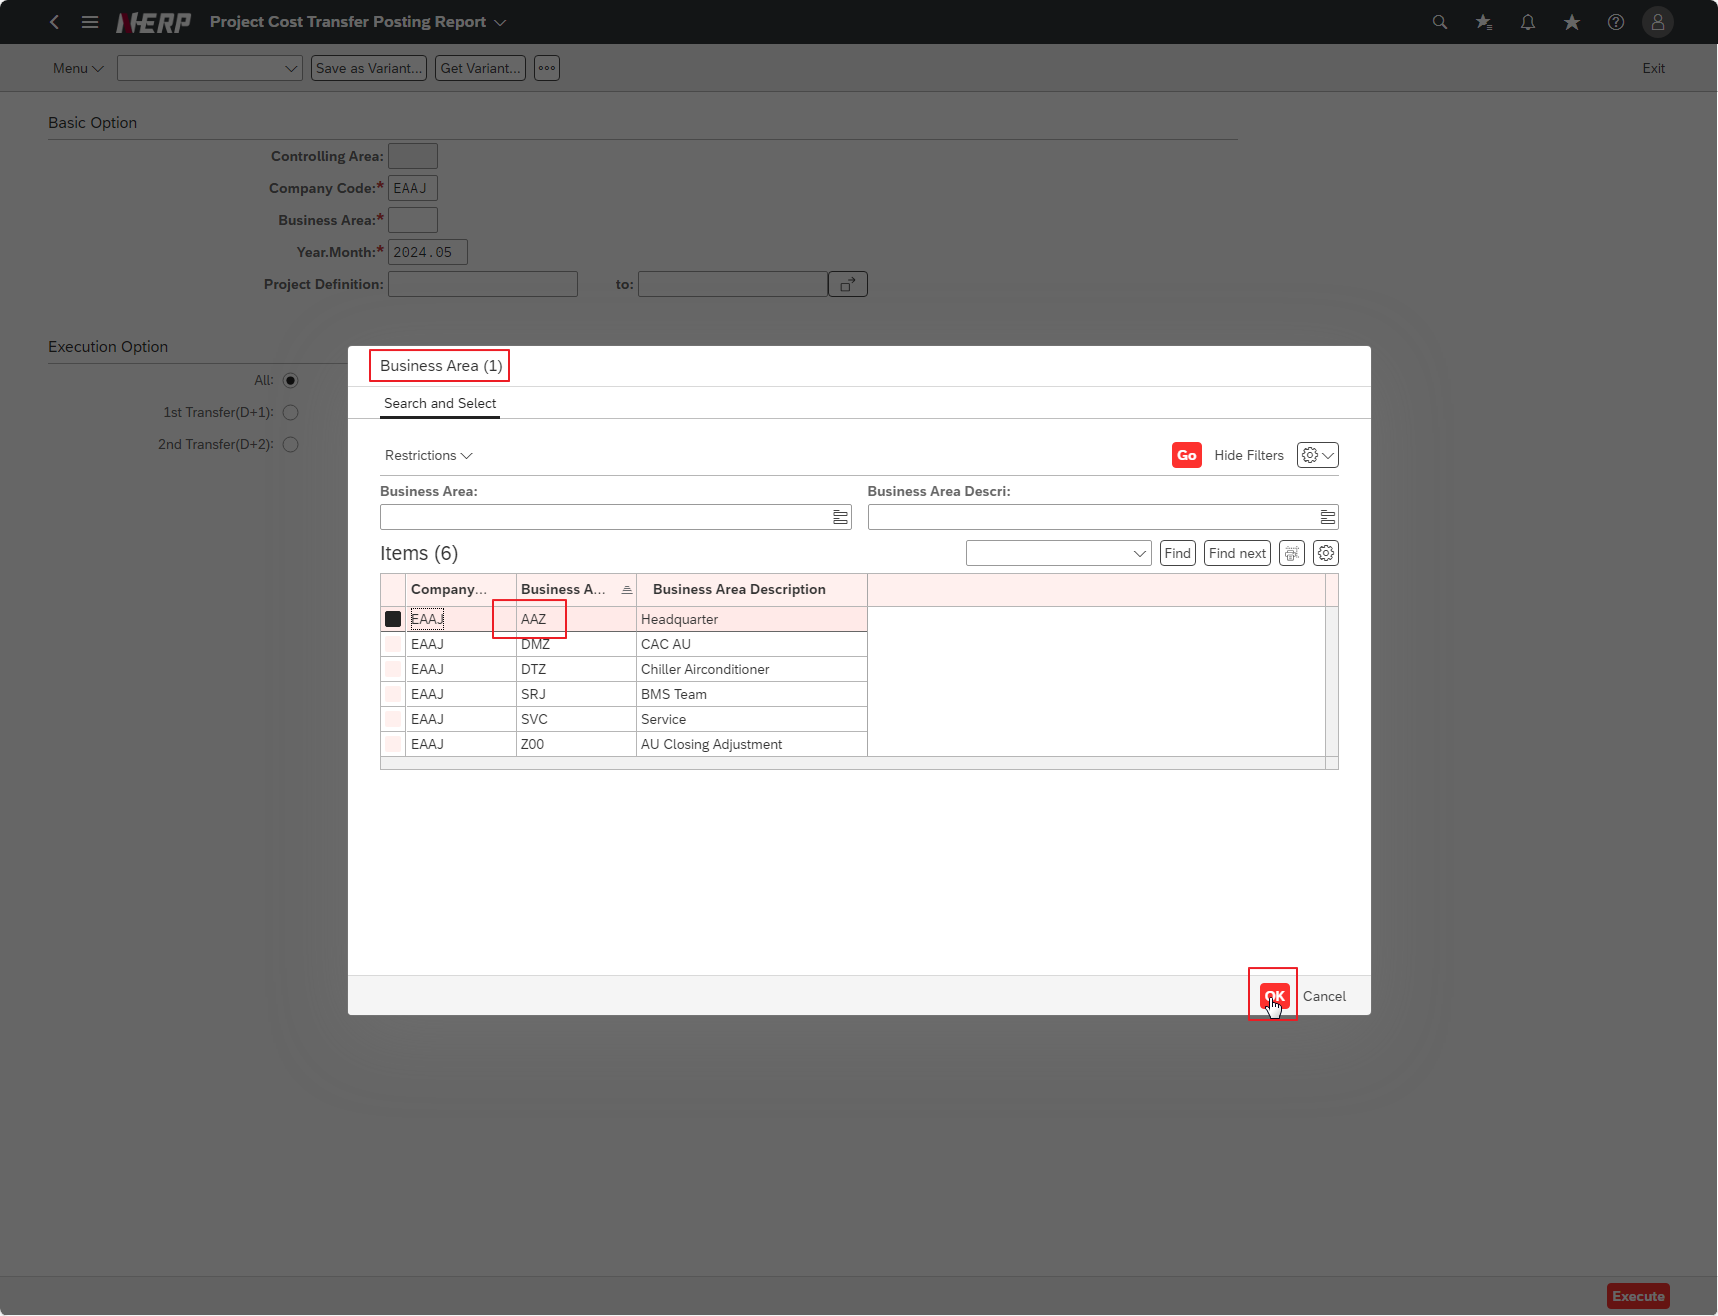 NERP Project Cost Transfer Posting Report
Menu Save as Variant... Get Variant... Exit
Basic Option
Controlling Area:
Company Code:* EAAJ
Business Area:*
Year.Month:* 2024.05
Project Definition: to:
Execution Option
All:
1st Transfer(D+1):
2nd Transfer(D+2):
Business Area (1)
Search and Select
Restrictions Go Hide Filters
Business Area: Business Area Descri:
Items (6) Find Find next
Company... Business A... Business Area Description
EAAJ AAZ Headquarter
EAAJ DMZ CAC AU
EAAJ DTZ Chiller Airconditioner
EAAJ SRJ BMS Team
EAAJ SVC Service
EAAJ Z00 AU Closing Adjustment
OK Cancel
Execute